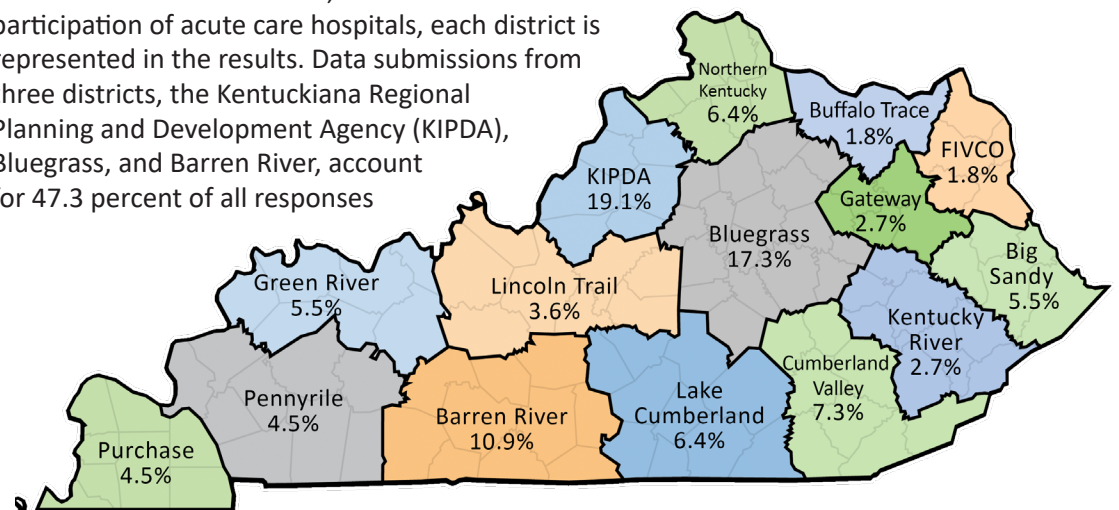 participation of acute care hospitals, each district is
represented in the results. Data submissions from
three districts, the Kentuckiana Regional
Planning and Development Agency (KIPDA),
Bluegrass, and Barren River, account
for 47.3 percent of all responses
Northern
Kentucky
6.4%
Buffalo Trace
1.8%
FIVCO
1.8%
KIPDA
19.1%
Gateway
2.7%
Bluegrass
17.3%
Big
Sandy
5.5%
Green River
5.5%
Lincoln Trail
3.6%
Kentucky
River
2.7%
Cumberland
Valley
7.3%
Pennyrile
4.5%
Barren River
10.9%
Lake
Cumberland
6.4%
Purchase
4.5%